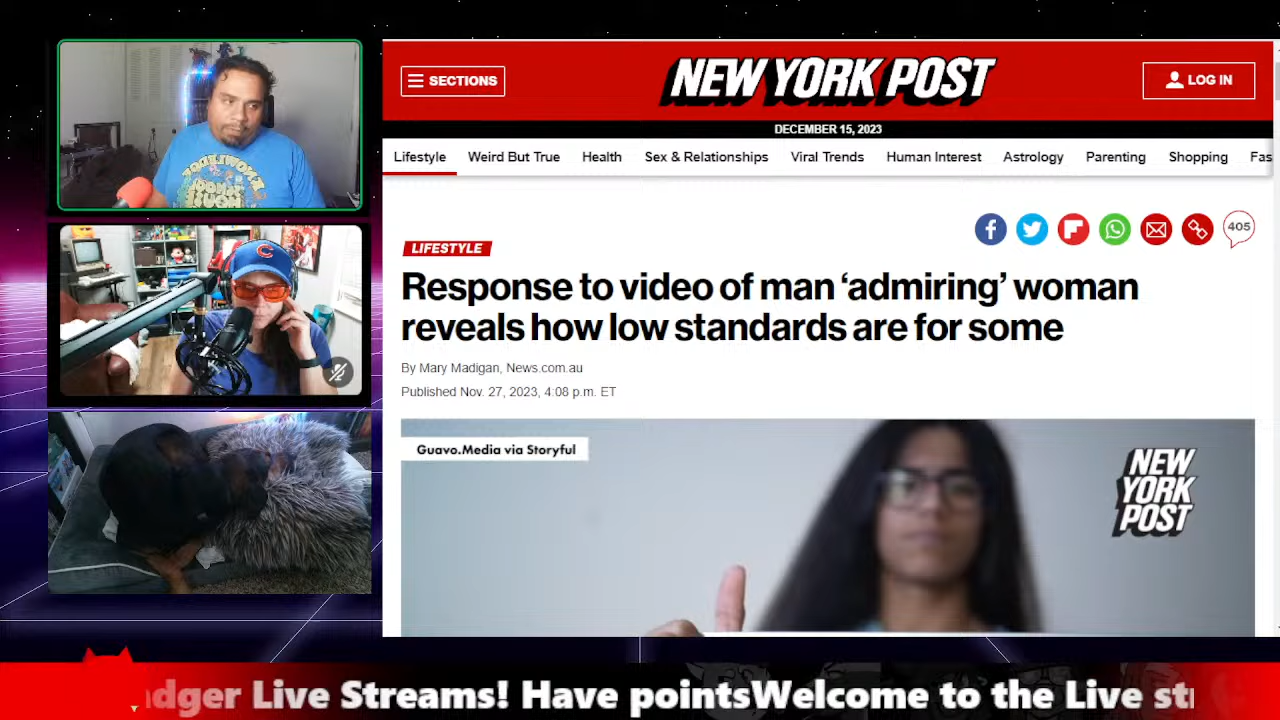 SECTIONS
NEW YORK POST
LOG IN
DECEMBER 15, 2023
Lifestyle Weird But True Health Sex & Relationships Viral Trends Human Interest Astrology Parenting Shopping Fas
405
LIFESTYLE
Response to video of man ‘admiring’ woman
reveals how low standards are for some
By Mary Madigan, News.com.au
Published Nov. 27, 2023, 4:08 p.m. ET
Guavo.Media via Storyful
NEW
YORK
POST
adger Live Streams! Have pointsWelcome to the Live str